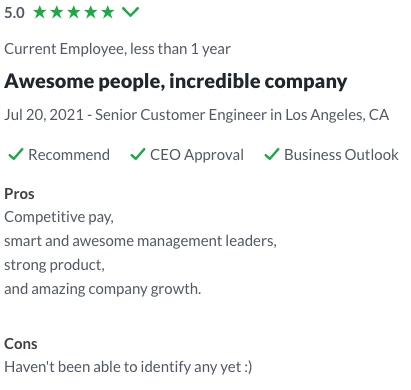 5.0
Current Employee, less than 1 year
Awesome people, incredible company
Jul 20, 2021 - Senior Customer Engineer in Los Angeles, CA
Recommend CEO Approval Business Outlook
Pros
Competitive pay,
smart and awesome management leaders,
strong product,
and amazing company growth.
Cons
Haven't been able to identify any yet :)